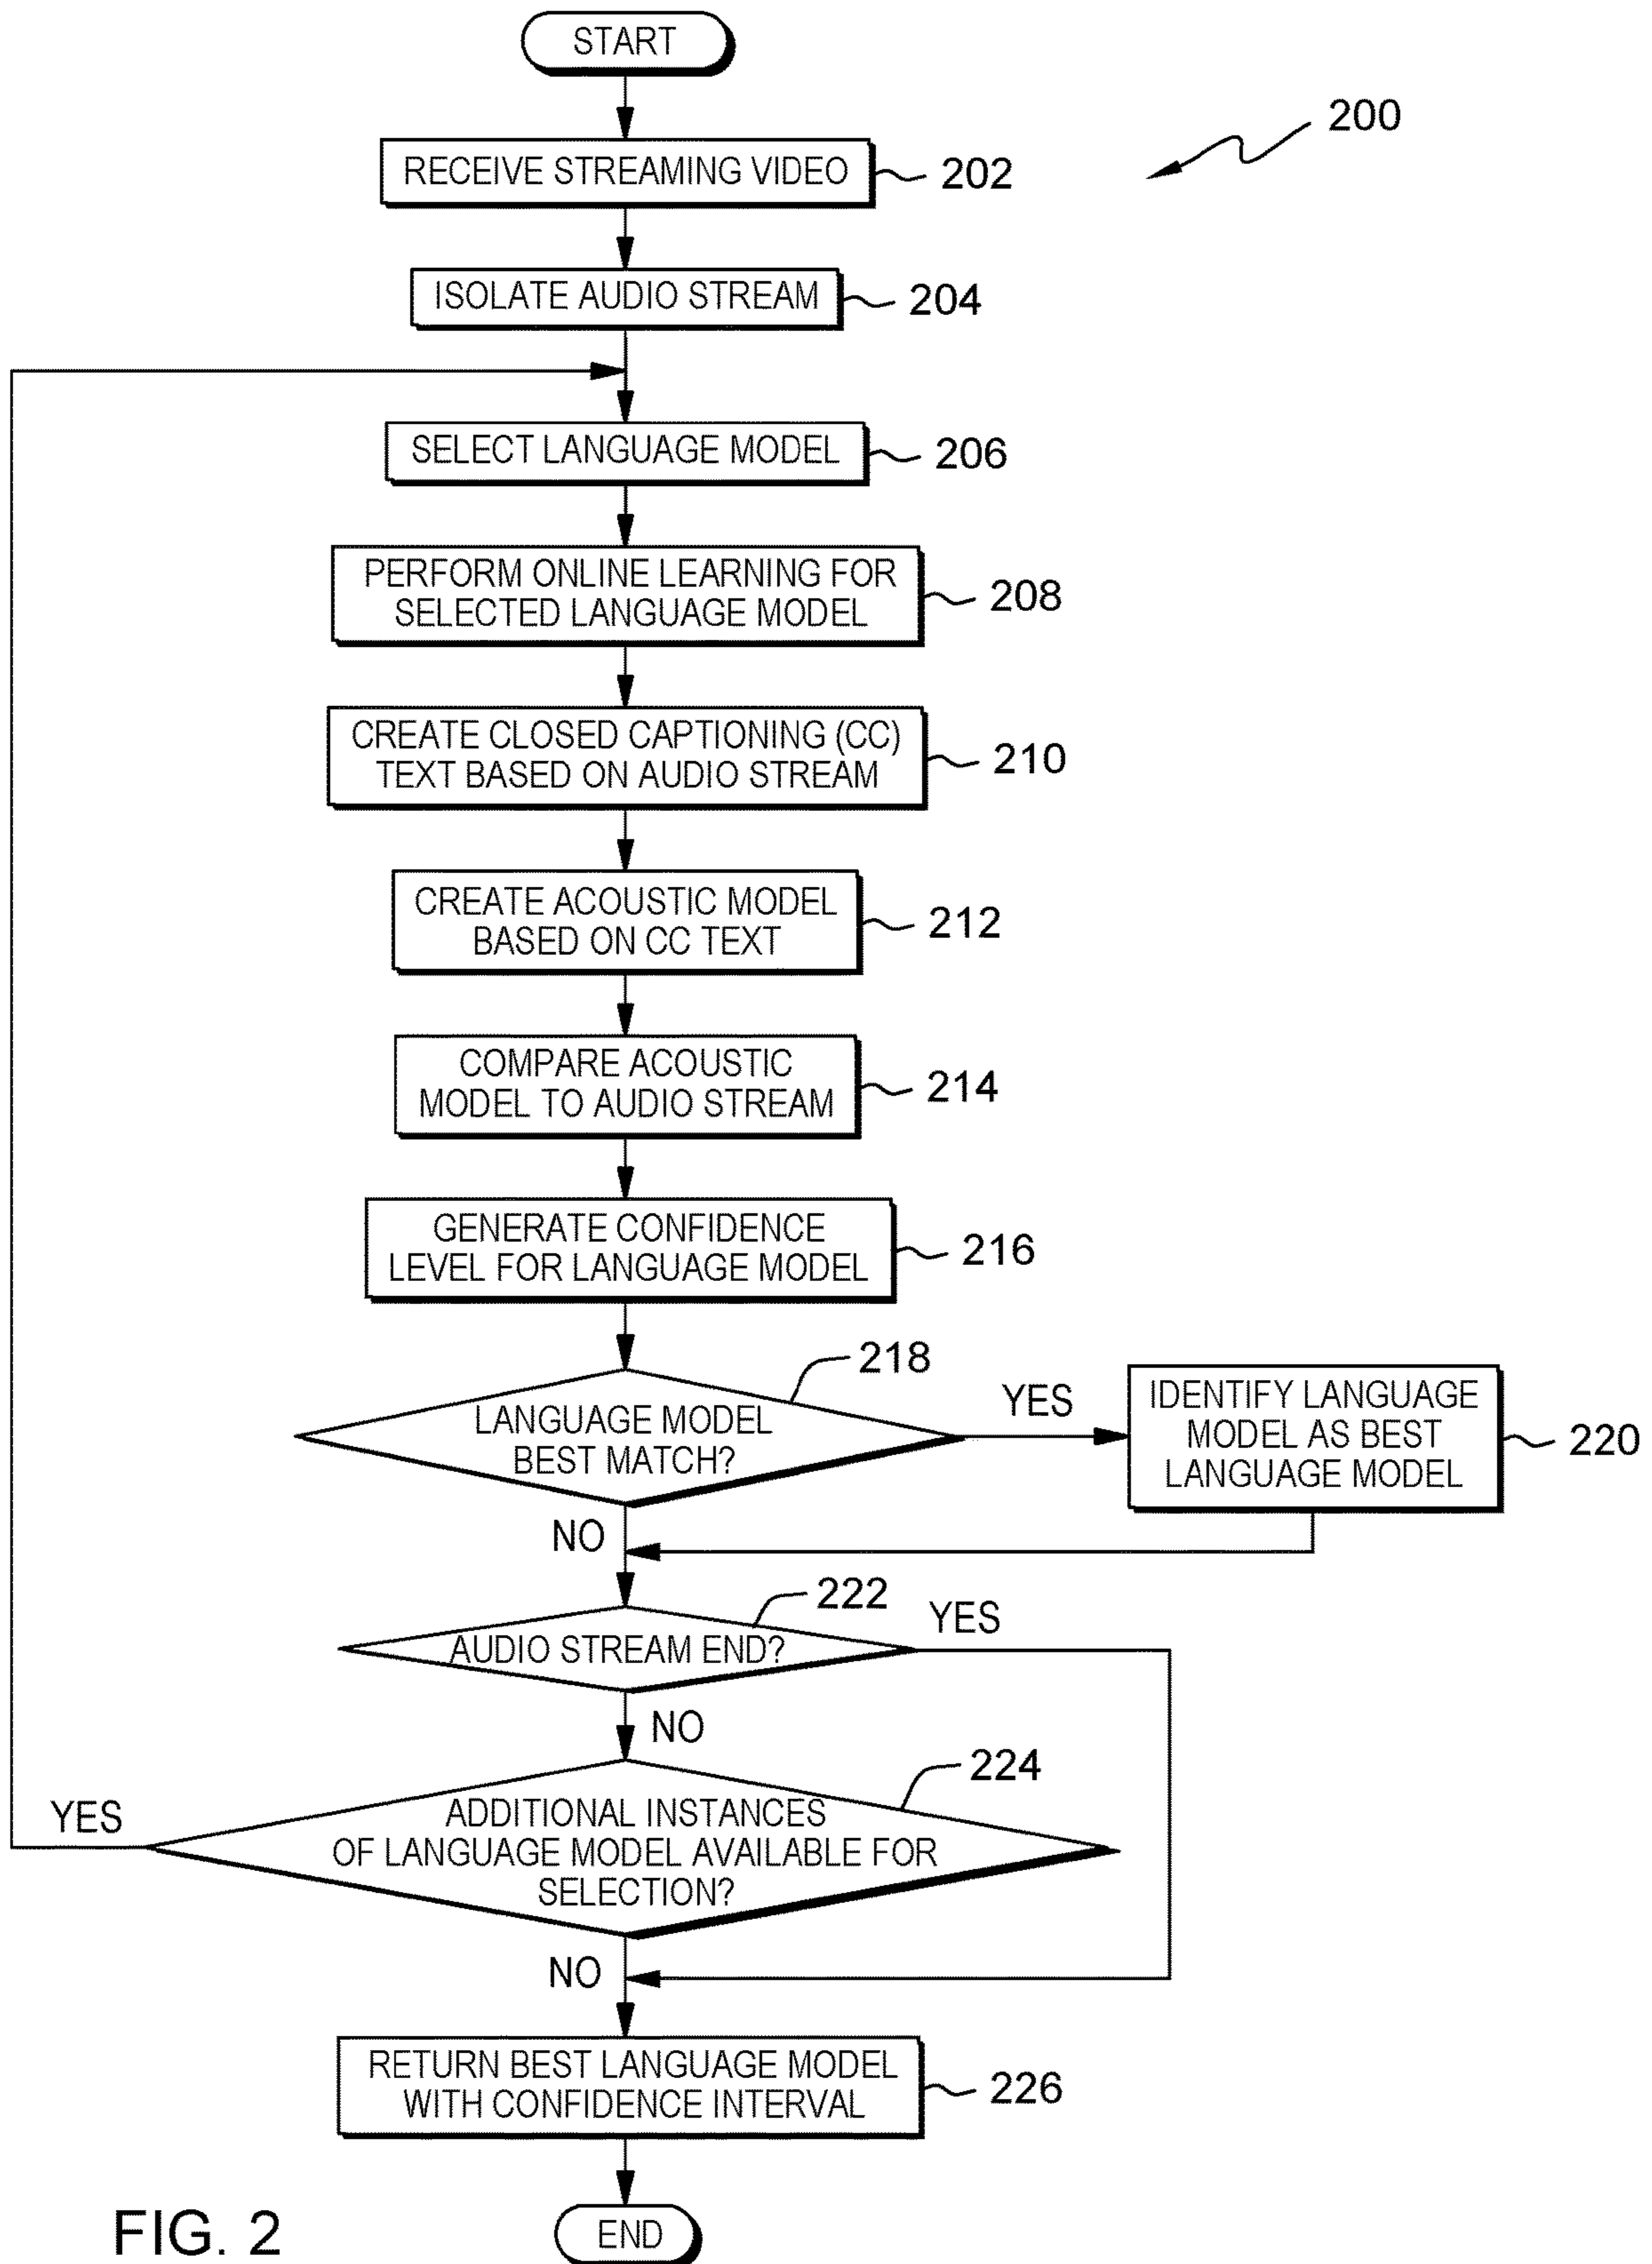 START
200
RECEIVE STREAMING VIDEO
202
ISOLATE AUDIO STREAM
204
SELECT LANGUAGE MODEL
206
PERFORM ONLINE LEARNING FOR
SELECTED LANGUAGE MODEL
208
CREATE CLOSED CAPTIONING (CC)
TEXT BASED ON AUDIO STREAM
210
CREATE ACOUSTIC MODEL
BASED ON CC TEXT
212
COMPARE ACOUSTIC
MODEL TO AUDIO STREAM
214
GENERATE CONFIDENCE
LEVEL FOR LANGUAGE MODEL
216
218
LANGUAGE MODEL
BEST MATCH?
YES
IDENTIFY LANGUAGE
MODEL AS BEST
LANGUAGE MODEL
220
NO
222
AUDIO STREAM END?
YES
NO
224
ADDITIONAL INSTANCES
OF LANGUAGE MODEL AVAILABLE FOR
SELECTION?
YES
NO
RETURN BEST LANGUAGE MODEL
WITH CONFIDENCE INTERVAL
226
END
FIG. 2